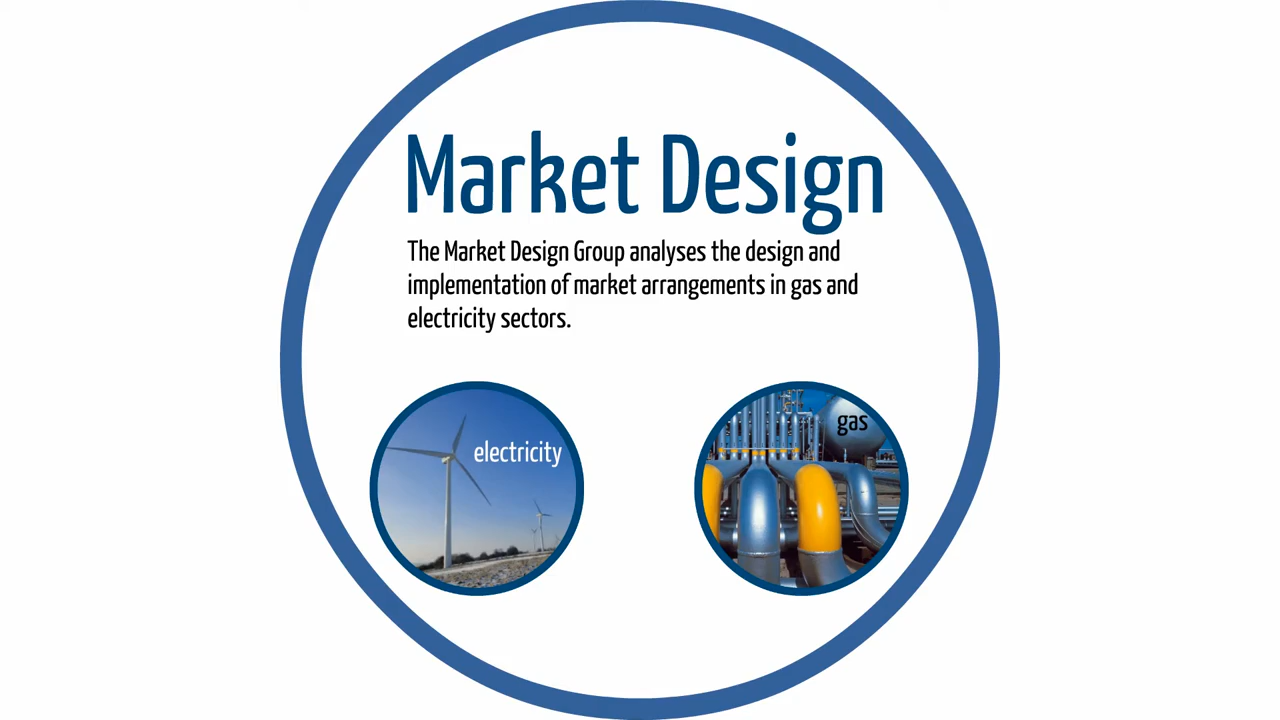 Market Design
The Market Design Group analyses the design and
implementation of market arrangements in gas and
electricity sectors.
electricity
gas